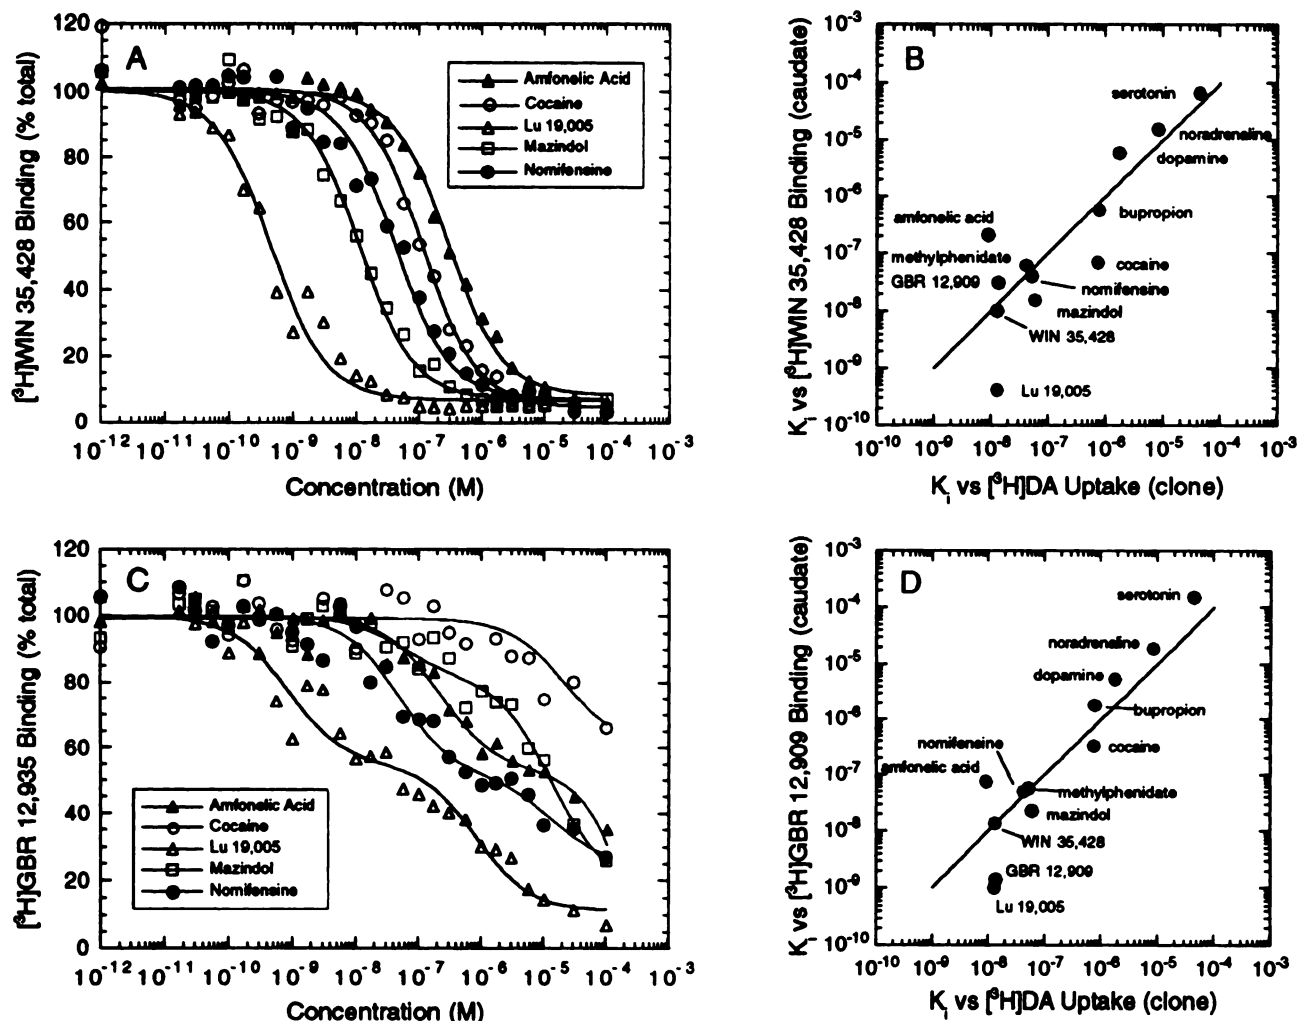 A
[³H]WIN 35,428 Binding (% total)
120
100
80
60
40
20
0
10⁻¹²
10⁻¹¹
10⁻¹⁰
10⁻⁹
10⁻⁸
10⁻⁷
10⁻⁶
10⁻⁵
10⁻⁴
10⁻³
Concentration (M)
Amfonelic Acid
Cocaine
Lu 19,005
Mazindol
Nomifensine
B
Kᵢ vs [³H]WIN 35,428 Binding (caudate)
10⁻³
10⁻⁴
10⁻⁵
10⁻⁶
10⁻⁷
10⁻⁸
10⁻⁹
10⁻¹⁰
serotonin
noradrenaline
dopamine
bupropion
amfonelic acid
methylphenidate
cocaine
GBR 12,909
nomifensine
mazindol
WIN 35,428
Lu 19,005
10⁻¹⁰
10⁻⁹
10⁻⁸
10⁻⁷
10⁻⁶
10⁻⁵
10⁻⁴
10⁻³
Kᵢ vs [³H]DA Uptake (clone)
C
[³H]GBR 12,935 Binding (% total)
120
100
80
60
40
20
0
Amfonelic Acid
Cocaine
Lu 19,005
Mazindol
Nomifensine
10⁻¹²
10⁻¹¹
10⁻¹⁰
10⁻⁹
10⁻⁸
10⁻⁷
10⁻⁶
10⁻⁵
10⁻⁴
10⁻³
Concentration (M)
D
Kᵢ vs [³H]GBR 12,909 Binding (caudate)
10⁻³
10⁻⁴
10⁻⁵
10⁻⁶
10⁻⁷
10⁻⁸
10⁻⁹
10⁻¹⁰
serotonin
noradrenaline
dopamine
bupropion
nomifensine
cocaine
amfonelic acid
methylphenidate
mazindol
WIN 35,428
GBR 12,909
Lu 19,005
10⁻¹⁰
10⁻⁹
10⁻⁸
10⁻⁷
10⁻⁶
10⁻⁵
10⁻⁴
10⁻³
Kᵢ vs [³H]DA Uptake (clone)